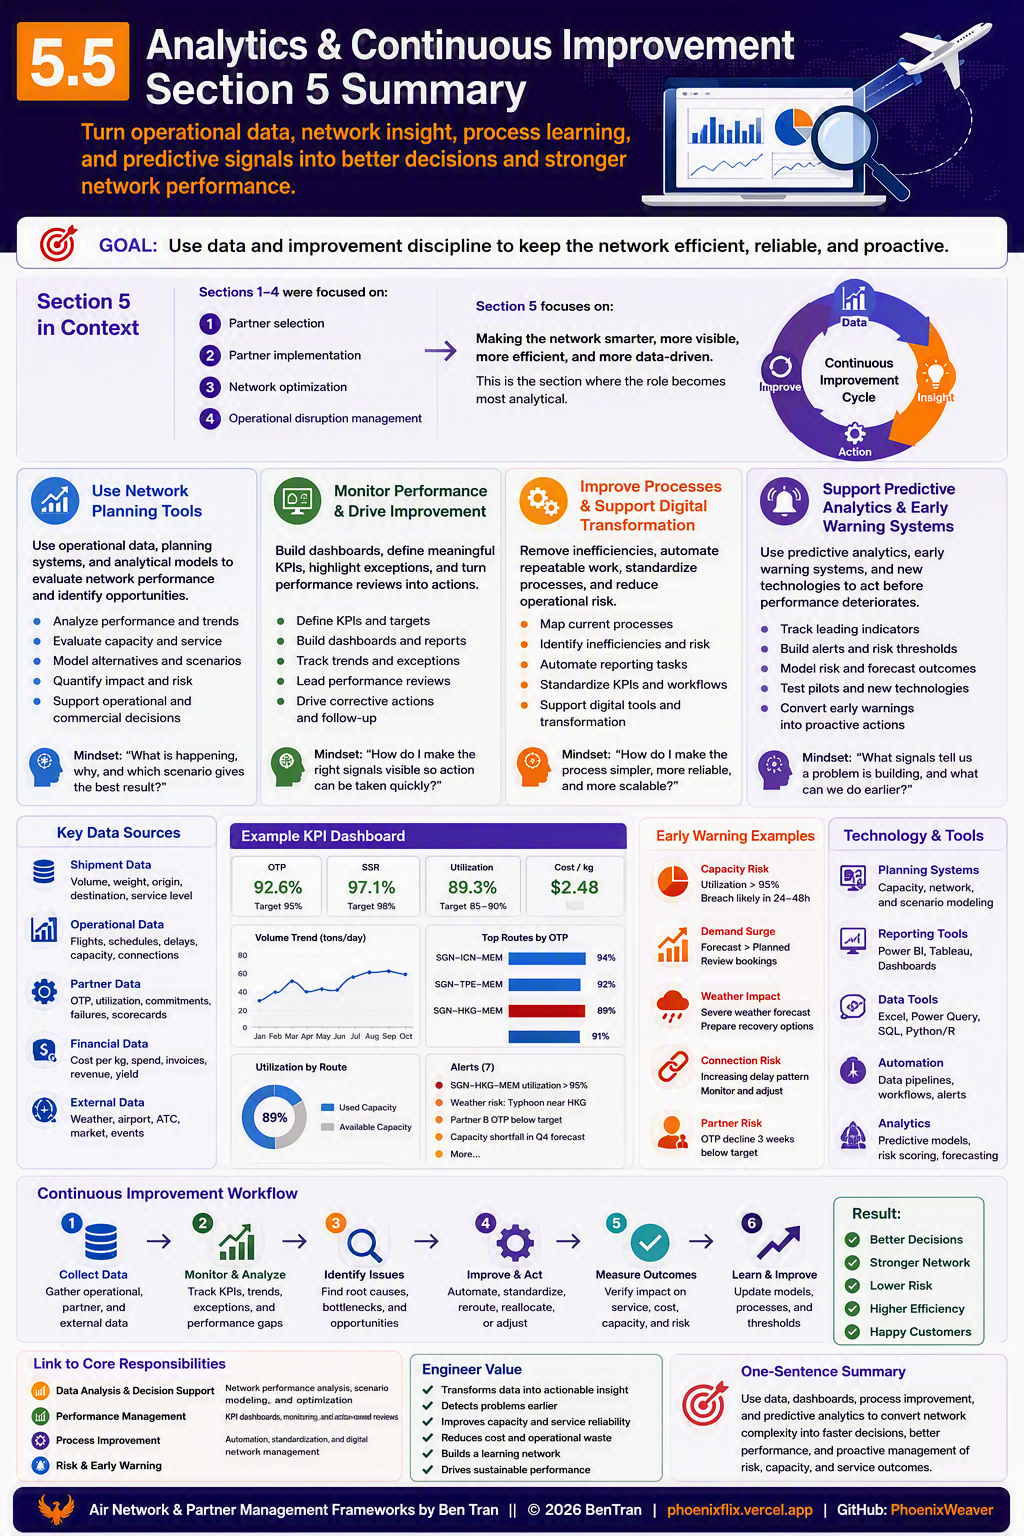 5.5
Analytics & Continuous Improvement
Section 5 Summary
Turn operational data, network insight, process learning,
and predictive signals into better decisions and stronger
network performance.
GOAL: Use data and improvement discipline to keep the network efficient, reliable, and proactive.
Section 5
in Context
Sections 1–4 were focused on:
1 Partner selection
2 Partner implementation
3 Network optimization
4 Operational disruption management
Section 5 focuses on:
Making the network smarter, more visible,
more efficient, and more data-driven.
This is the section where the role becomes
most analytical.
Data
Insight
Action
Improve
Continuous
Improvement
Cycle
Use Network
Planning Tools
Use operational data, planning
systems, and analytical models to
evaluate network performance
and identify opportunities.
Analyze performance and trends
Evaluate capacity and service
Model alternatives and scenarios
Quantify impact and risk
Support operational and
commercial decisions
Mindset: “What is happening,
why, and which scenario gives
the best result?”
Monitor Performance
& Drive Improvement
Build dashboards, define meaningful
KPIs, highlight exceptions, and turn
performance reviews into actions.
Define KPIs and targets
Build dashboards and reports
Track trends and exceptions
Lead performance reviews
Drive corrective actions
and follow-up
Mindset: “How do I make the
right signals visible so action
can be taken quickly?”
Improve Processes
& Support Digital
Transformation
Remove inefficiencies, automate
repeatable work, standardize
processes, and reduce
operational risk.
Map current processes
Identify inefficiencies and risk
Automate reporting tasks
Standardize KPIs and workflows
Support digital tools and
transformation
Mindset: “How do I make the
process simpler, more reliable,
and more scalable?”
Support Predictive
Analytics & Early
Warning Systems
Use predictive analytics, early
warning systems, and new
technologies to act before
performance deteriorates.
Track leading indicators
Build alerts and risk thresholds
Model risk and forecast outcomes
Test pilots and new technologies
Convert early warnings
into proactive actions
Mindset: “What signals tell us
a problem is building, and what
can we do earlier?”
Key Data Sources
Shipment Data
Volume, weight, origin,
destination, service level
Operational Data
Flights, schedules, delays,
capacity, connections
Partner Data
OTP, utilization, commitments,
failures, scorecards
Financial Data
Cost per kg, spend, invoices,
revenue, yield
External Data
Weather, airport, ATC,
market, events
Example KPI Dashboard
OTP
92.6%
Target 95%
SSR
97.1%
Target 98%
Utilization
89.3%
Target 85–90%
Cost / kg
$2.48
Volume Trend (tons/day)
80
60
40
20
0
Jan Feb Mar Apr May Jun Jul Aug Sep Oct
Top Routes by OTP
SGN–ICN–MEM 94%
SGN–TPE–MEM 92%
SGN–HKG–MEM 89%
91%
Utilization by Route
89%
Used Capacity
Available Capacity
Alerts (7)
SGN–HKG–MEM utilization > 95%
Weather risk: Typhoon near HKG
Partner B OTP below target
Capacity shortfall in Q4 forecast
More...
Early Warning Examples
Capacity Risk
Utilization > 95%
Breach likely in 24–48h
Demand Surge
Forecast > Planned
Review bookings
Weather Impact
Severe weather forecast
Prepare recovery options
Connection Risk
Increasing delay pattern
Monitor and adjust
Partner Risk
OTP decline 3 weeks
below target
Technology & Tools
Planning Systems
Capacity, network,
and scenario modeling
Reporting Tools
Power BI, Tableau,
Dashboards
Data Tools
Excel, Power Query,
SQL, Python/R
Automation
Data pipelines,
workflows, alerts
Analytics
Predictive models,
risk scoring, forecasting
Continuous Improvement Workflow
1
Collect Data
Gather operational,
partner, and
external data
2
Monitor & Analyze
Track KPIs, trends,
exceptions, and
performance gaps
3
Identify Issues
Find root causes,
bottlenecks, and
opportunities
4
Improve & Act
Automate, standardize,
reroute, reallocate,
or adjust
5
Measure Outcomes
Verify impact on
service, cost,
capacity, and risk
6
Learn & Improve
Update models,
processes, and
thresholds
Result:
Better Decisions
Stronger Network
Lower Risk
Higher Efficiency
Happy Customers
Link to Core Responsibilities
Data Analysis & Decision Support
Network performance analysis, scenario
modeling, and optimization
Performance Management
KPI dashboards, monitoring, and action-oriented reviews
Process Improvement
Automation, standardization, and digital
network management
Risk & Early Warning
Engineer Value
Transforms data into actionable insight
Detects problems earlier
Improves capacity and service reliability
Reduces cost and operational waste
Builds a learning network
Drives sustainable performance
One-Sentence Summary
Use data, dashboards, process improvement,
and predictive analytics to convert network
complexity into faster decisions, better
performance, and proactive management of
risk, capacity, and service outcomes.
Air Network & Partner Management Frameworks by Ben Tran || © 2026 BenTran | phoenixflix.vercel.app | GitHub: PhoenixWeaver